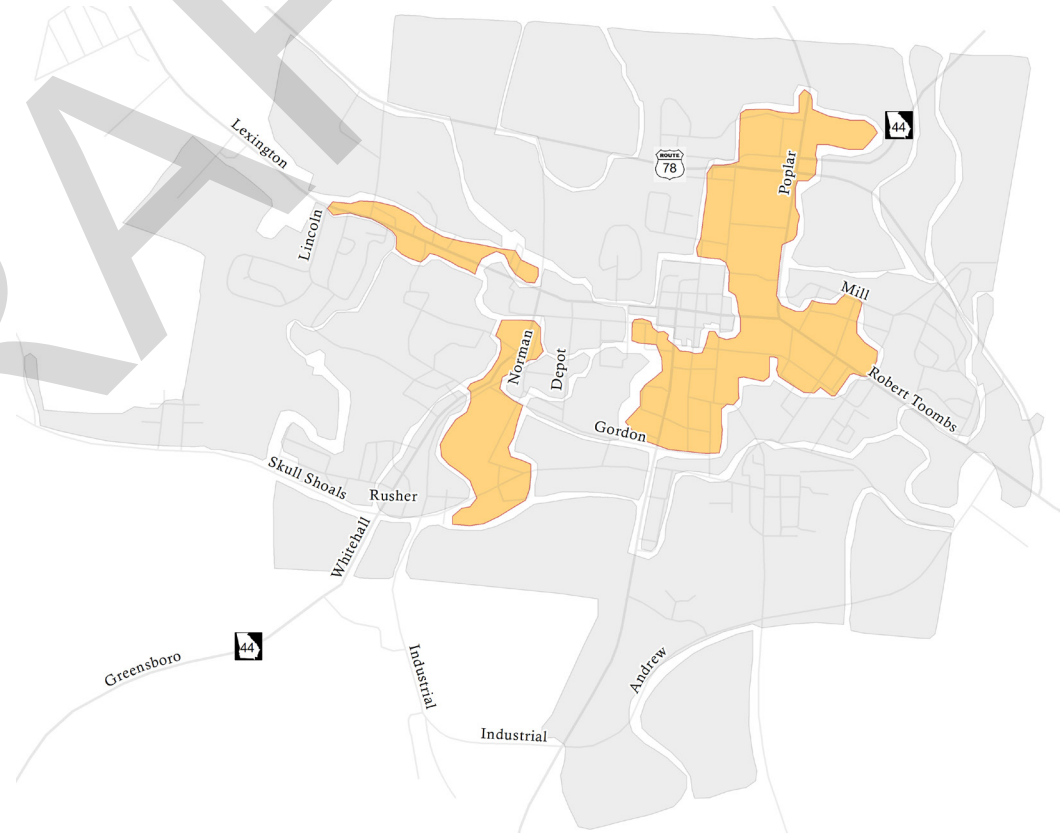 44
Lexington
ROUTE
78
Poplar
Lincoln
Mill
Norman
Depot
Robert Toombs
Gordon
Skull Shoals
Rusher
Whitehall
44
Greensboro
Industrial
Andrew
Industrial